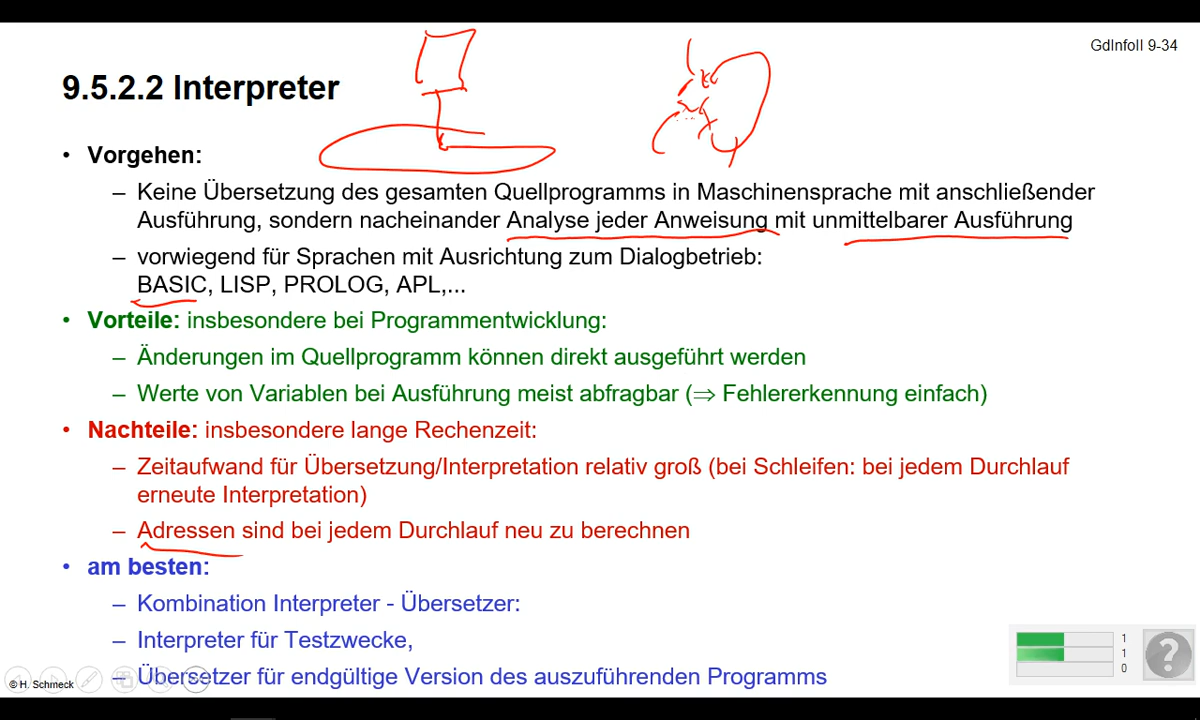 GdInfoII 9-34
9.5.2.2 Interpreter
• Vorgehen:
– Keine Übersetzung des gesamten Quellprogramms in Maschinensprache mit anschließender
Ausführung, sondern nacheinander Analyse jeder Anweisung mit unmittelbarer Ausführung
– vorwiegend für Sprachen mit Ausrichtung zum Dialogbetrieb:
BASIC, LISP, PROLOG, APL,...
• Vorteile: insbesondere bei Programmentwicklung:
– Änderungen im Quellprogramm können direkt ausgeführt werden
– Werte von Variablen bei Ausführung meist abfragbar (⇒ Fehlererkennung einfach)
• Nachteile: insbesondere lange Rechenzeit:
– Zeitaufwand für Übersetzung/Interpretation relativ groß (bei Schleifen: bei jedem Durchlauf
erneute Interpretation)
– Adressen sind bei jedem Durchlauf neu zu berechnen
• am besten:
– Kombination Interpreter - Übersetzer:
– Interpreter für Testzwecke,
– Übersetzer für endgültige Version des auszuführenden Programms
© H. Schmeck
1
1
0
?